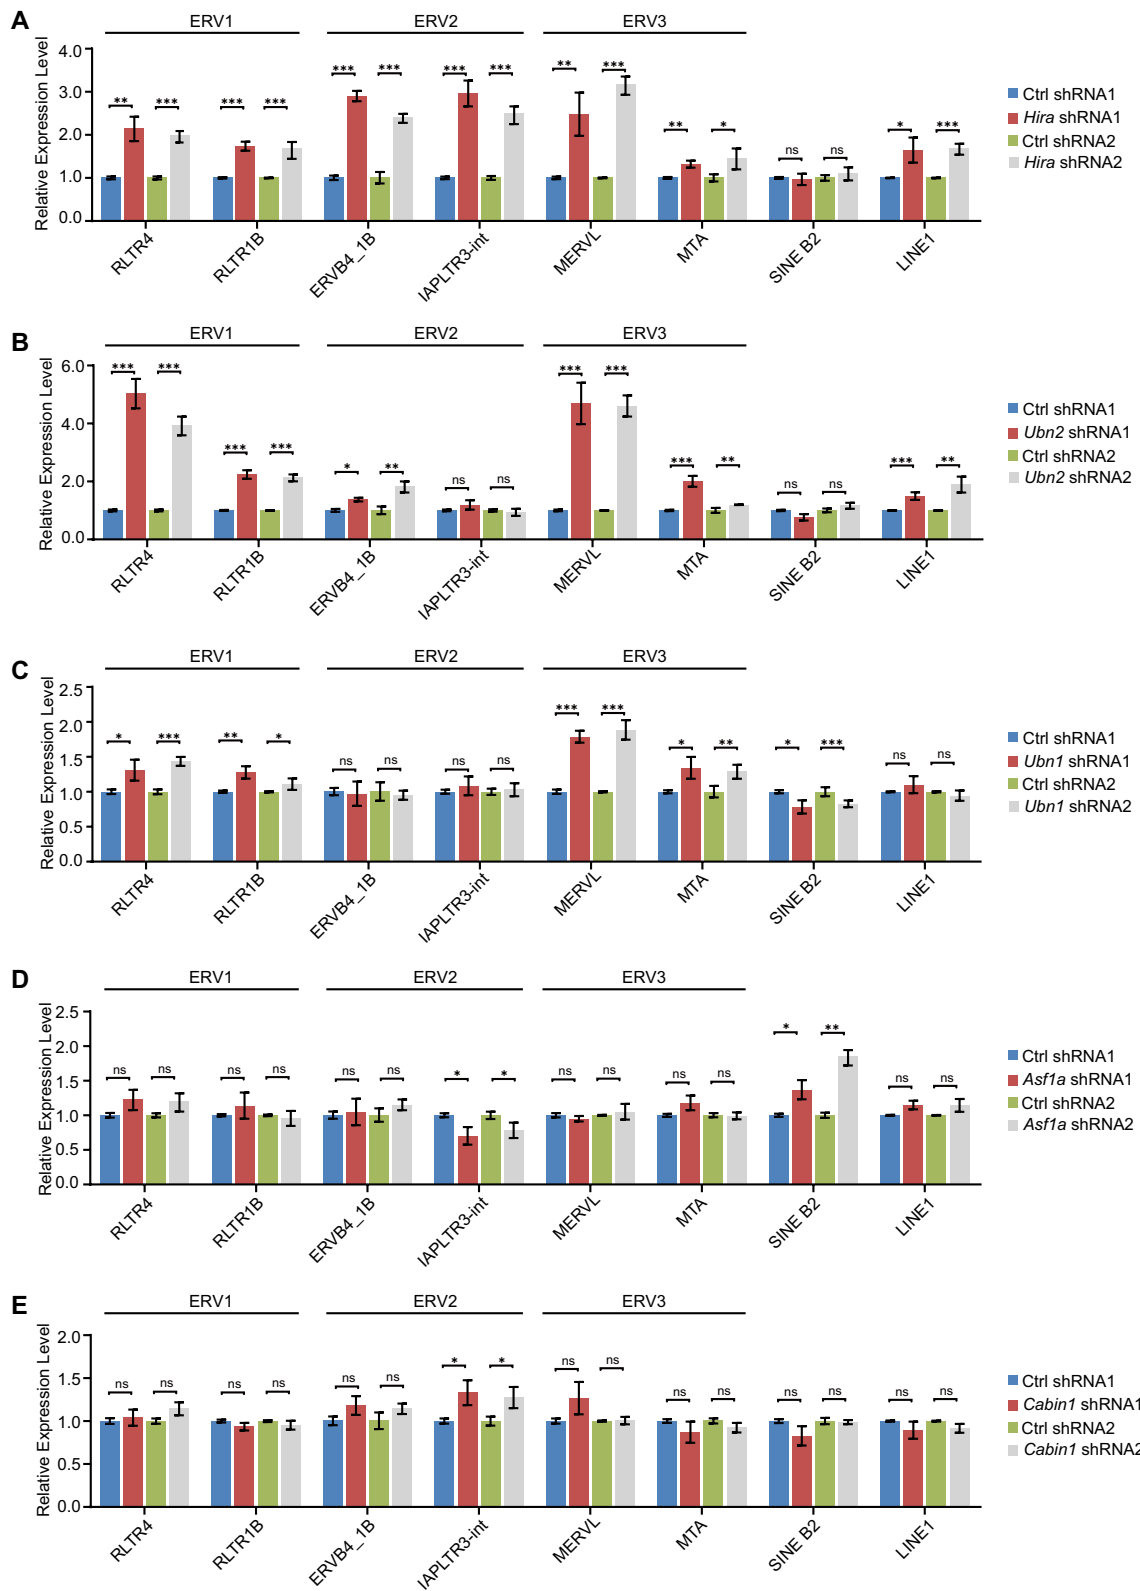 A
ERV1 ERV2 ERV3
Relative Expression Level
4.0
3.0
2.0
1.0
0.0
** *** *** *** *** *** *** *** ** *** ** * ns ns * ***
RLTR4 RLTR1B ERVB4_1B IAPLTR3-int MERVL MTA SINE B2 LINE1
Ctrl shRNA1
Hira shRNA1
Ctrl shRNA2
Hira shRNA2
B
ERV1 ERV2 ERV3
Relative Expression Level
6.0
4.0
2.0
0.0
*** *** *** *** * ** ns ns *** *** *** ** ns ns *** **
RLTR4 RLTR1B ERVB4_1B IAPLTR3-int MERVL MTA SINE B2 LINE1
Ctrl shRNA1
Ubn2 shRNA1
Ctrl shRNA2
Ubn2 shRNA2
C
ERV1 ERV2 ERV3
Relative Expression Level
2.5
2.0
1.5
1.0
0.5
0.0
* *** ** * ns ns ns ns *** *** * ** * *** ns ns
RLTR4 RLTR1B ERVB4_1B IAPLTR3-int MERVL MTA SINE B2 LINE1
Ctrl shRNA1
Ubn1 shRNA1
Ctrl shRNA2
Ubn1 shRNA2
D
ERV1 ERV2 ERV3
Relative Expression Level
2.5
2.0
1.5
1.0
0.5
0.0
ns ns ns ns ns ns * * ns ns ns ns * ** ns ns
RLTR4 RLTR1B ERVB4_1B IAPLTR3-int MERVL MTA SINE B2 LINE1
Ctrl shRNA1
Asf1a shRNA1
Ctrl shRNA2
Asf1a shRNA2
E
ERV1 ERV2 ERV3
Relative Expression Level
2.0
1.5
1.0
0.5
0.0
ns ns ns ns ns ns * * ns ns ns ns ns ns ns ns
RLTR4 RLTR1B ERVB4_1B IAPLTR3-int MERVL MTA SINE B2 LINE1
Ctrl shRNA1
Cabin1 shRNA1
Ctrl shRNA2
Cabin1 shRNA2